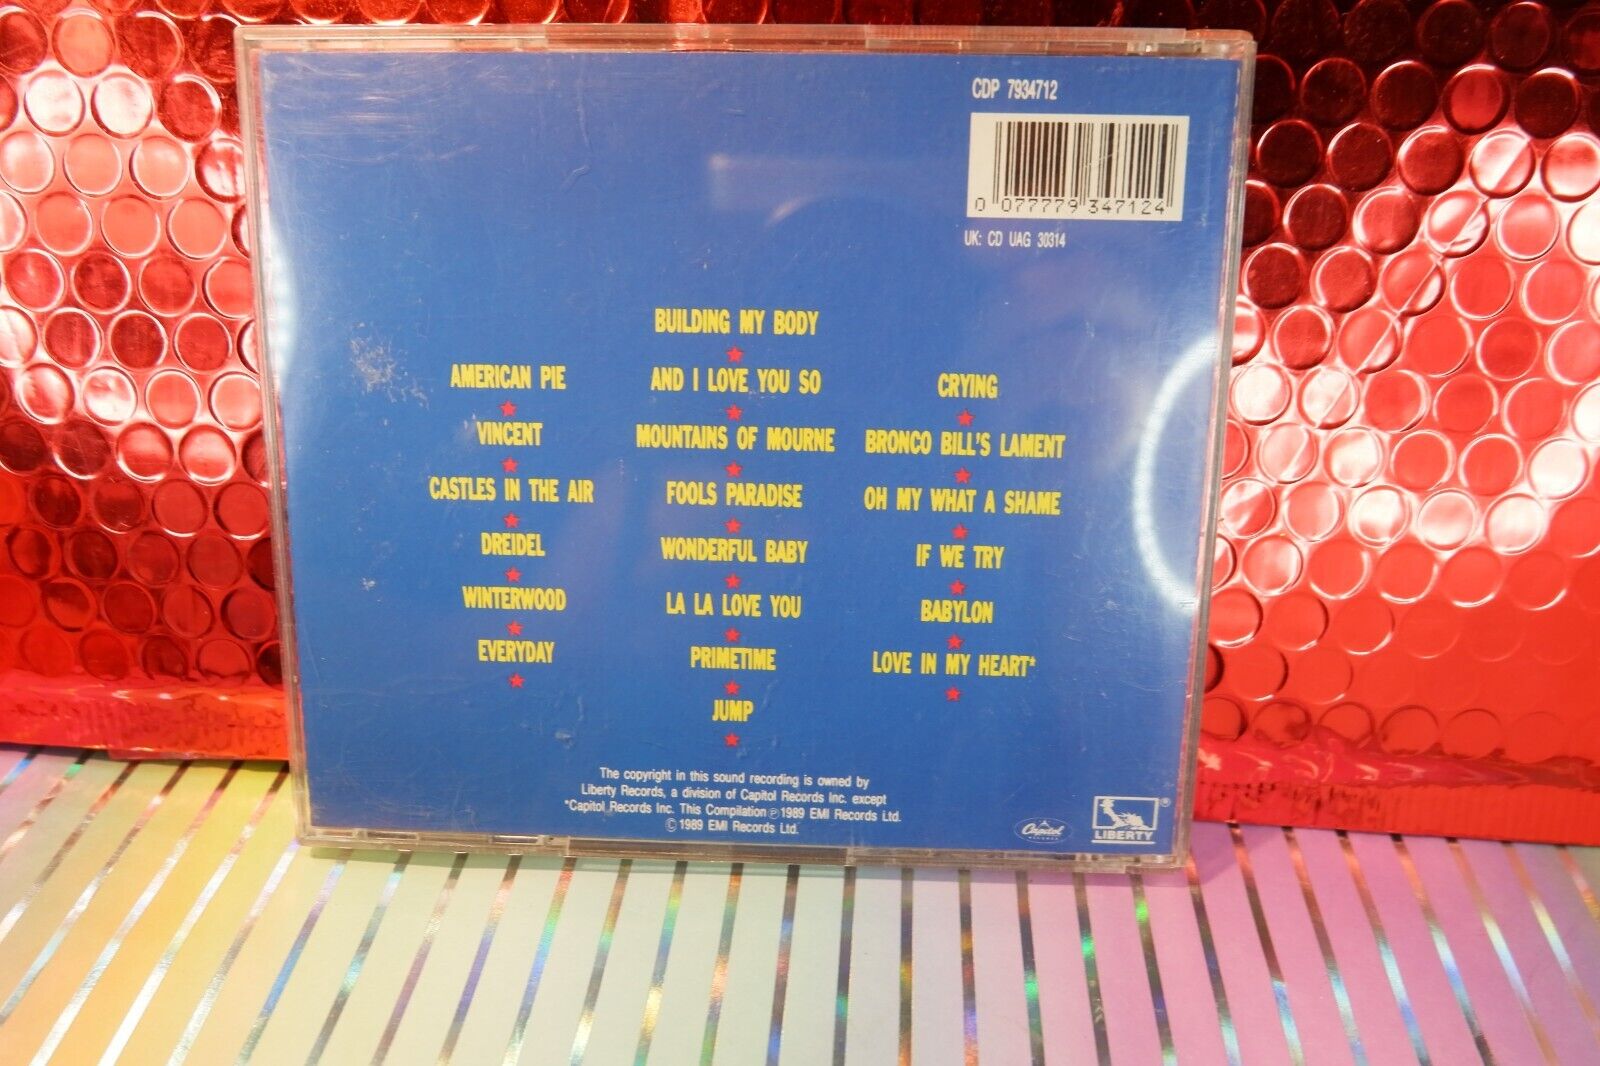 CDP 7934712
0 077779 347124
UK: CD UAG 30314
BUILDING MY BODY
AMERICAN PIE
VINCENT
CASTLES IN THE AIR
DREIDEL
WINTERWOOD
EVERYDAY
AND I LOVE YOU SO
MOUNTAINS OF MOURNE
FOOLS PARADISE
WONDERFUL BABY
LA LA LOVE YOU
PRIMETIME
JUMP
CRYING
BRONCO BILL'S LAMENT
OH MY WHAT A SHAME
IF WE TRY
BABYLON
LOVE IN MY HEART*
The copyright in this sound recording is owned by
Liberty Records, a division of Capitol Records Inc. except
*Capitol Records Inc. This Compilation ℗ 1989 EMI Records Ltd.
© 1989 EMI Records Ltd.
Capitol
RECORDS
LIBERTY®